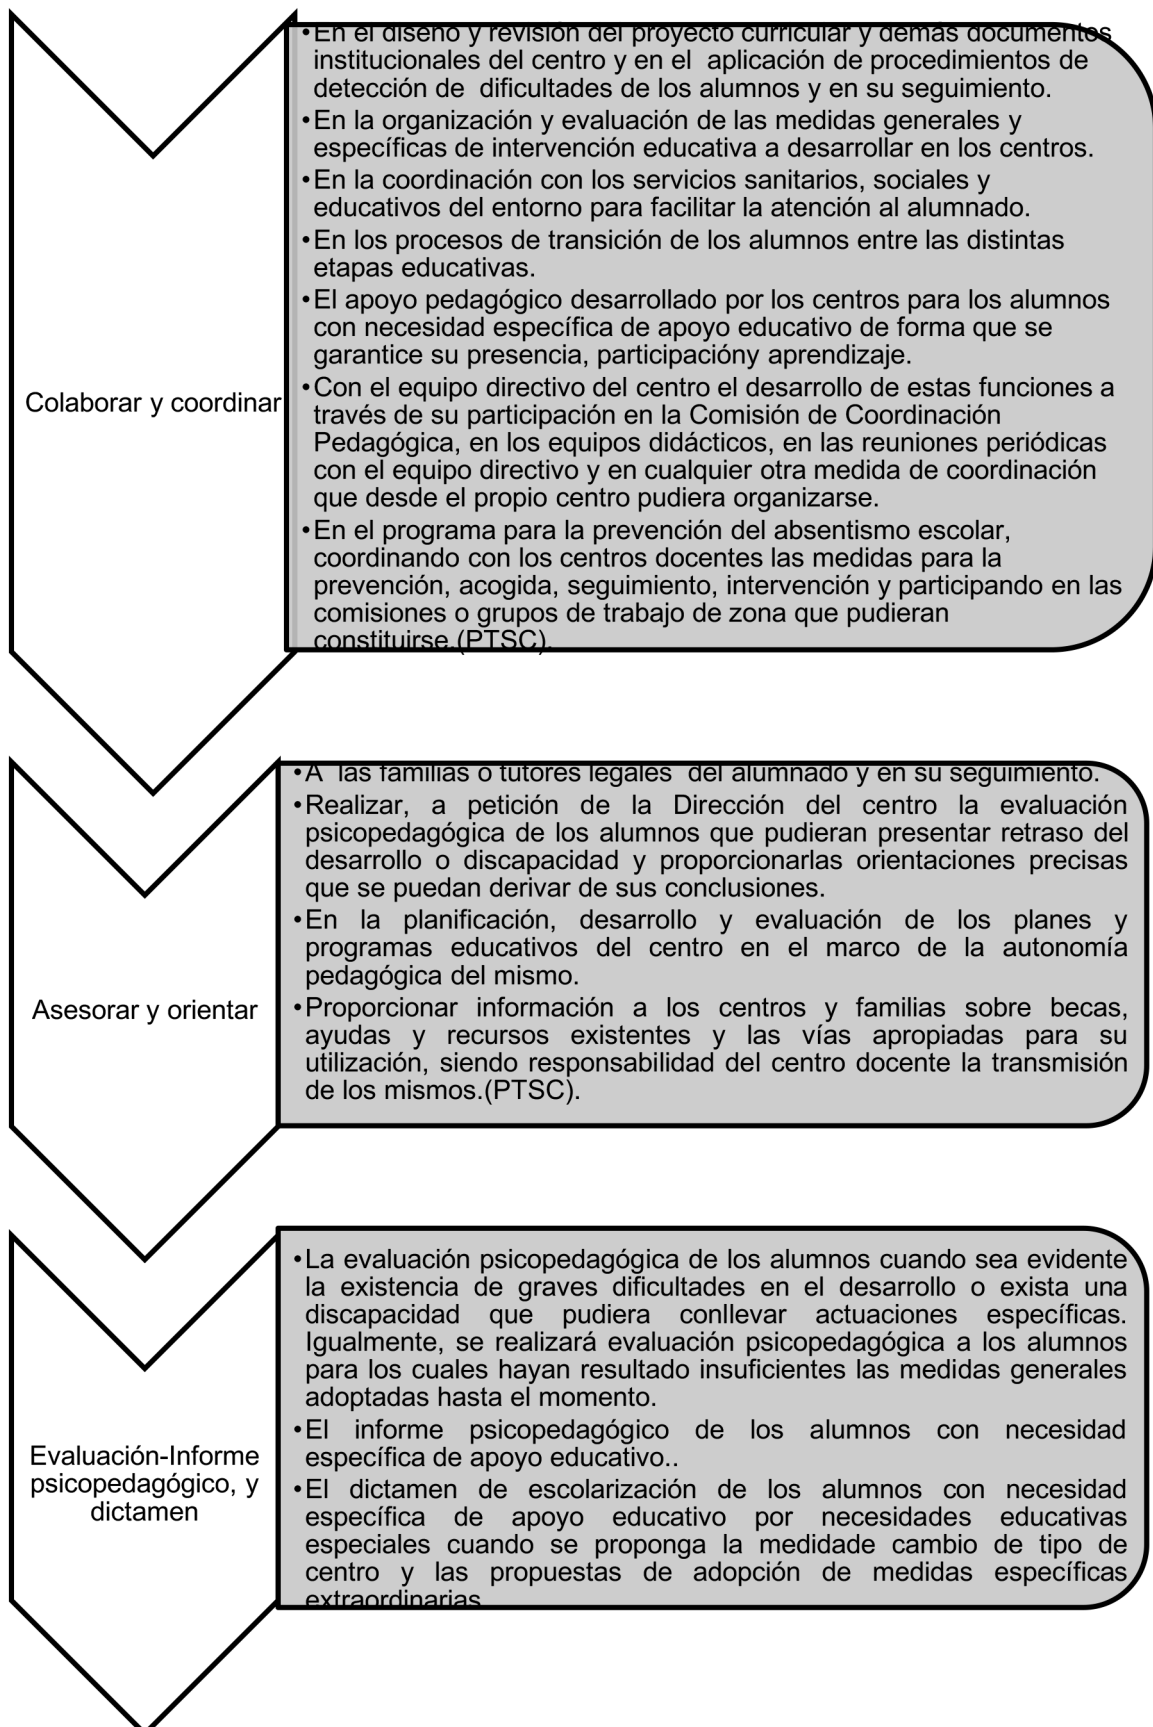 • En el diseño y revisión del proyecto curricular y demás documentos
institucionales del centro y en el  aplicación de procedimientos de
detección de  dificultades de los alumnos y en su seguimiento.
• En la organización y evaluación de las medidas generales y
específicas de intervención educativa a desarrollar en los centros.
• En la coordinación con los servicios sanitarios, sociales y
educativos del entorno para facilitar la atención al alumnado.
• En los procesos de transición de los alumnos entre las distintas
etapas educativas.
• El apoyo pedagógico desarrollado por los centros para los alumnos
con necesidad específica de apoyo educativo de forma que se
garantice su presencia, participacióny aprendizaje.
Colaborar y coordinar
• Con el equipo directivo del centro el desarrollo de estas funciones a
través de su participación en la Comisión de Coordinación
Pedagógica, en los equipos didácticos, en las reuniones periódicas
con el equipo directivo y en cualquier otra medida de coordinación
que desde el propio centro pudiera organizarse.
• En el programa para la prevención del absentismo escolar,
coordinando con los centros docentes las medidas para la
prevención, acogida, seguimiento, intervención y participando en las
comisiones o grupos de trabajo de zona que pudieran
constituirse.(PTSC).
• A  las familias o tutores legales  del alumnado y en su seguimiento.
• Realizar, a petición de la Dirección del centro la evaluación
psicopedagógica de los alumnos que pudieran presentar retraso del
desarrollo o discapacidad y proporcionarlas orientaciones precisas
que se puedan derivar de sus conclusiones.
• En la planificación, desarrollo y evaluación de los planes y
programas educativos del centro en el marco de la autonomía
pedagógica del mismo.
Asesorar y orientar
• Proporcionar información a los centros y familias sobre becas,
ayudas y recursos existentes y las vías apropiadas para su
utilización, siendo responsabilidad del centro docente la transmisión
de los mismos.(PTSC).
• La evaluación psicopedagógica de los alumnos cuando sea evidente
la existencia de graves dificultades en el desarrollo o exista una
discapacidad que pudiera conllevar actuaciones específicas.
Igualmente, se realizará evaluación psicopedagógica a los alumnos
para los cuales hayan resultado insuficientes las medidas generales
adoptadas hasta el momento.
• El informe psicopedagógico de los alumnos con necesidad
específica de apoyo educativo..
Evaluación-Informe
psicopedagógico, y
dictamen
• El dictamen de escolarización de los alumnos con necesidad
específica de apoyo educativo por necesidades educativas
especiales cuando se proponga la medidade cambio de tipo de
centro y las propuestas de adopción de medidas específicas
extraordinarias